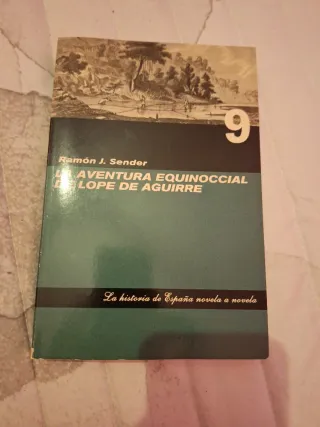 9
Ramón J. Sender
LA AVENTURA EQUINOCCIAL
DE LOPE DE AGUIRRE
La historia de España novela a novela